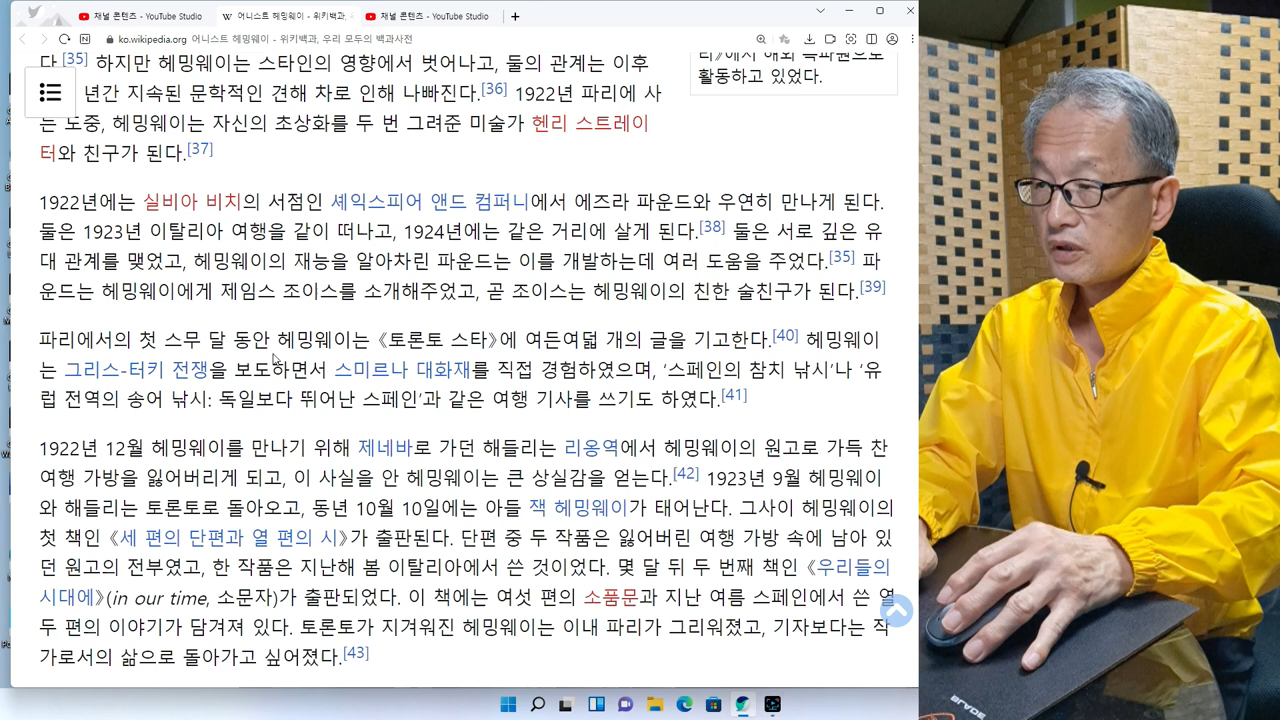 재널 콘텐츠 - YouTube Studio
어니스트 헤밍웨이 - 위키백과,
재널 콘텐츠 - YouTube Studio
ko.wikipedia.org 어니스트 헤밍웨이 - 위키백과, 우리 모두의 백과사전
다.[35] 하지만 헤밍웨이는 스타인의 영향에서 벗어나고, 둘의 관계는 이후
년간 지속된 문학적인 견해 차로 인해 나빠진다.[36] 1922년 파리에 사
는 도중, 헤밍웨이는 자신의 초상화를 두 번 그려준 미술가 헨리 스트레이
터와 친구가 된다.[37]
리》에서 해외 특파원으로
활동하고 있었다.
1922년에는 실비아 비치의 서점인 셰익스피어 앤드 컴퍼니에서 에즈라 파운드와 우연히 만나게 된다.
둘은 1923년 이탈리아 여행을 같이 떠나고, 1924년에는 같은 거리에 살게 된다.[38] 둘은 서로 깊은 유
대 관계를 맺었고, 헤밍웨이의 재능을 알아차린 파운드는 이를 개발하는데 여러 도움을 주었다.[35] 파
운드는 헤밍웨이에게 제임스 조이스를 소개해주었고, 곧 조이스는 헤밍웨이의 친한 술친구가 된다.[39]
파리에서의 첫 스무 달 동안 헤밍웨이는 《토론토 스타》에 여든여덟 개의 글을 기고한다.[40] 헤밍웨이
는 그리스-터키 전쟁을 보도하면서 스미르나 대화재를 직접 경험하였으며, ‘스페인의 참치 낚시’나 ‘유
럽 전역의 송어 낚시: 독일보다 뛰어난 스페인’과 같은 여행 기사를 쓰기도 하였다.[41]
1922년 12월 헤밍웨이를 만나기 위해 제네바로 가던 해들리는 리옹역에서 헤밍웨이의 원고로 가득 찬
여행 가방을 잃어버리게 되고, 이 사실을 안 헤밍웨이는 큰 상실감을 얻는다.[42] 1923년 9월 헤밍웨이
와 해들리는 토론토로 돌아오고, 동년 10월 10일에는 아들 잭 헤밍웨이가 태어난다. 그사이 헤밍웨이의
첫 책인 《세 편의 단편과 열 편의 시》가 출판된다. 단편 중 두 작품은 잃어버린 여행 가방 속에 남아 있
던 원고의 전부였고, 한 작품은 지난해 봄 이탈리아에서 쓴 것이었다. 몇 달 뒤 두 번째 책인 《우리들의
시대에》(in our time, 소문자)가 출판되었다. 이 책에는 여섯 편의 소품문과 지난 여름 스페인에서 쓴 열
두 편의 이야기가 담겨져 있다. 토론토가 지겨워진 헤밍웨이는 이내 파리가 그리워졌고, 기자보다는 작
가로서의 삶으로 돌아가고 싶어졌다.[43]
BLADE